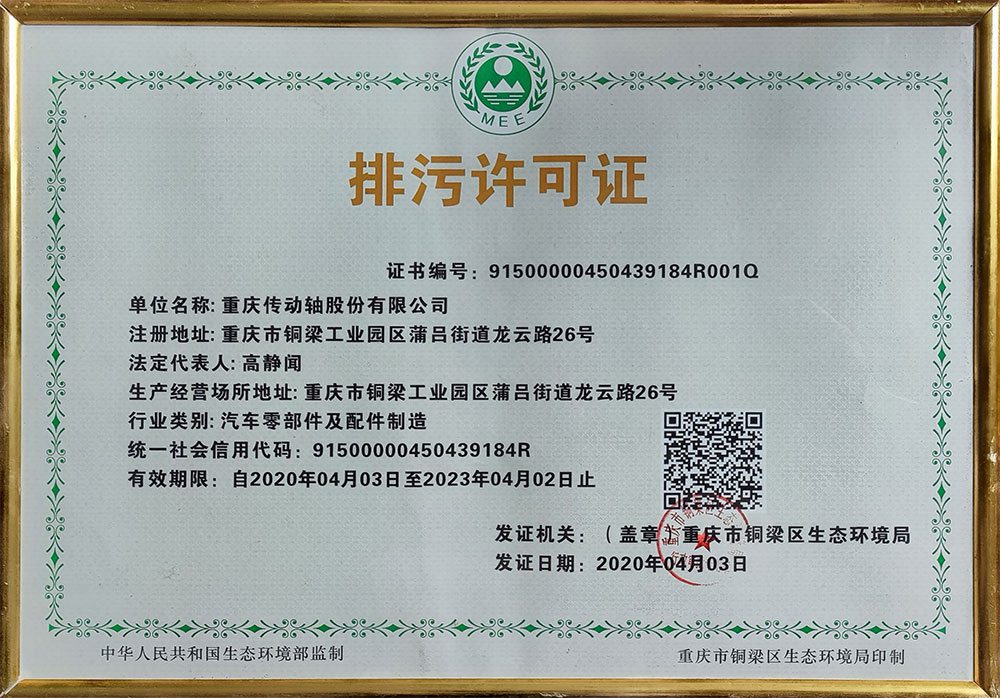 MEE
排污许可证
证书编号：91500000450439184R001Q
单位名称: 重庆传动轴股份有限公司
注册地址: 重庆市铜梁工业园区蒲吕街道龙云路26号
法定代表人: 高静闻
生产经营场所地址: 重庆市铜梁工业园区蒲吕街道龙云路26号
行业类别: 汽车零部件及配件制造
统一社会信用代码：91500000450439184R
有效期限：自2020年04月03日至2023年04月02日止
发证机关：（盖章）重庆市铜梁区生态环境局
发证日期：2020年04月03日
中华人民共和国生态环境部监制
重庆市铜梁区生态环境局印制